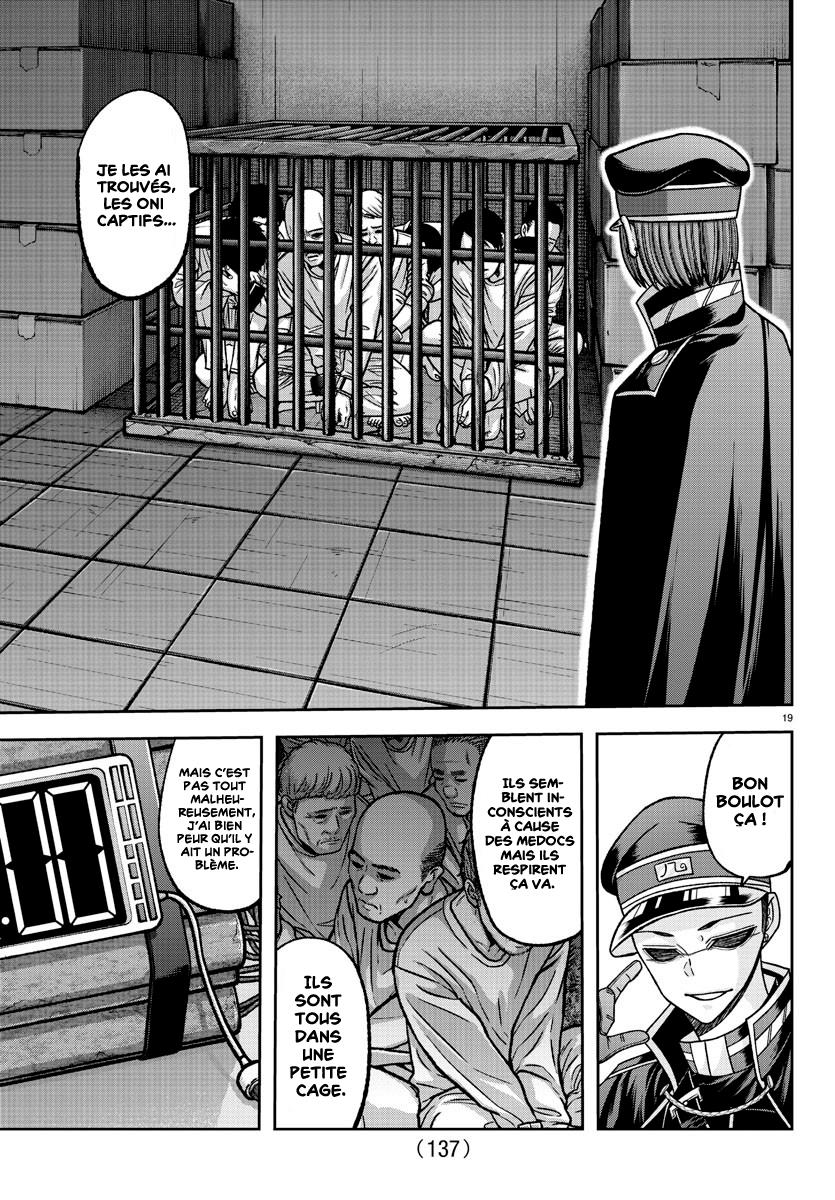 JE LES AI
TROUVÉS,
LES ONI
CAPTIFS...
19
BON
BOULOT
ÇA !
ILS SEM-
BLENT IN-
CONSCIENTS
À CAUSE
DES MEDOCS
MAIS ILS
RESPIRENT
ÇA VA.
ILS
SONT
TOUS
DANS
UNE
PETITE
CAGE.
MAIS C'EST
PAS TOUT
MALHEU-
REUSEMENT,
J'AI BIEN
PEUR QU'IL Y
AIT UN PRO-
BLÈME.
(137)